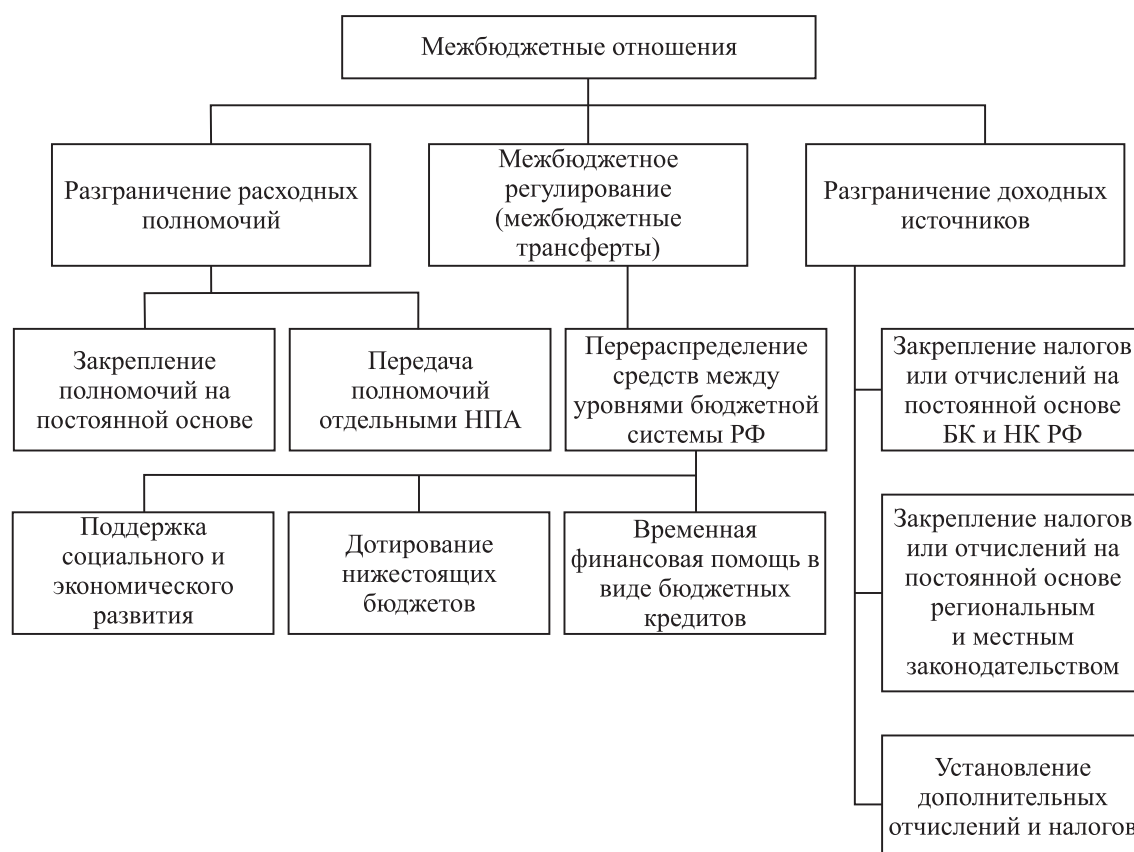 Межбюджетные отношения
Разграничение расходных
полномочий
Межбюджетное
регулирование
(межбюджетные
трансферты)
Разграничение доходных
источников
Закрепление
полномочий на
постоянной основе
Передача
полномочий
отдельными НПА
Перераспределение
средств между
уровнями бюджетной
системы РФ
Закрепление налогов
или отчислений на
постоянной основе
БК и НК РФ
Поддержка
социального и
экономического
развития
Дотирование
нижестоящих
бюджетов
Временная
финансовая помощь в
виде бюджетных
кредитов
Закрепление налогов
или отчислений на
постоянной основе
региональным
и местным
законодательством
Установление
дополнительных
отчислений и налогов